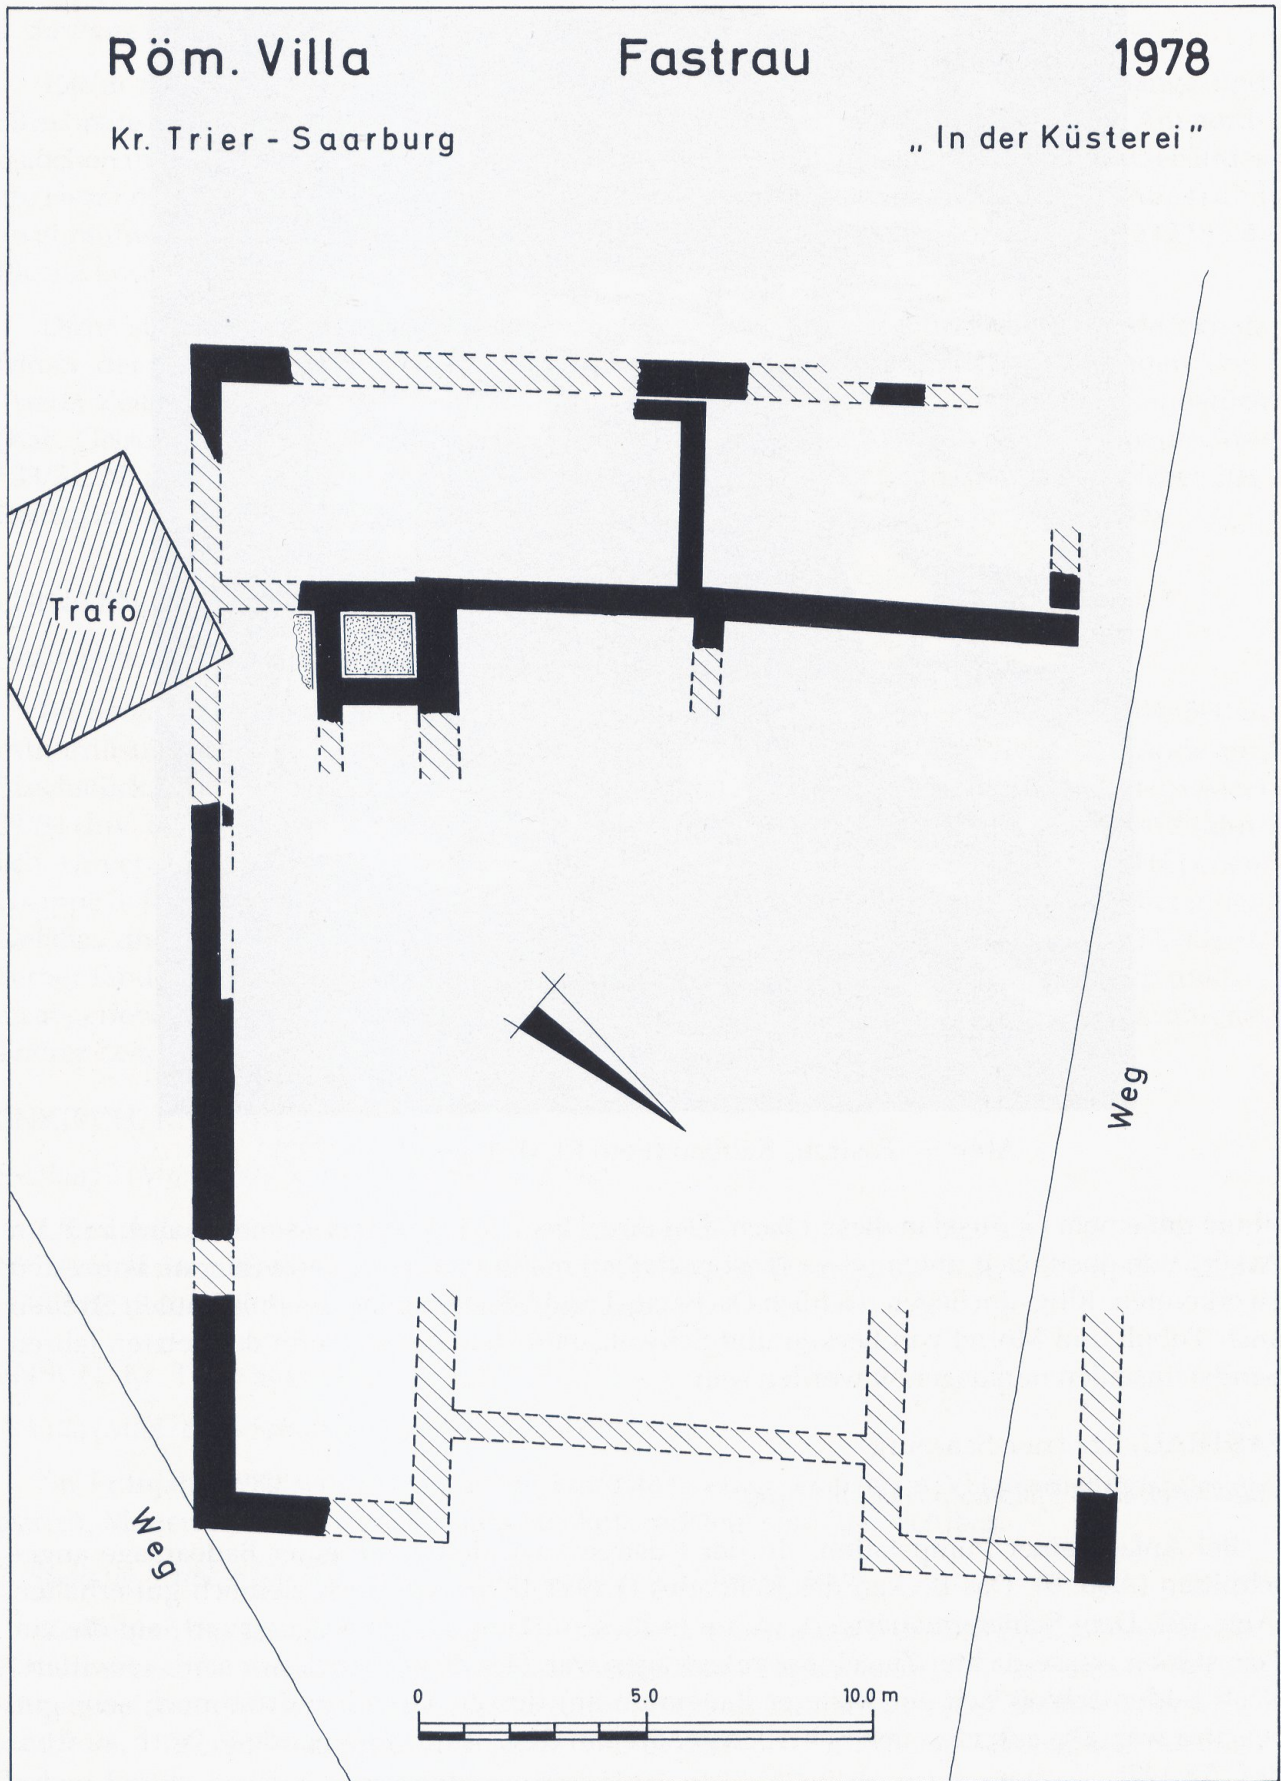 Röm. Villa Fastrau 1978
Kr. Trier - Saarburg „ In der Küsterei ”
Trafo
Weg
Weg
0 5.0 10.0 m